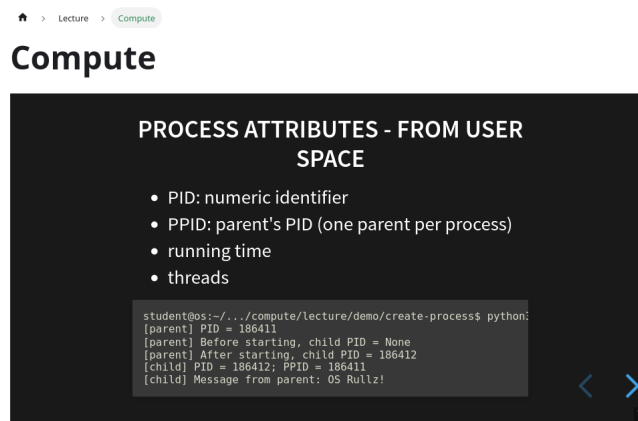 Lecture > Compute
Compute
PROCESS ATTRIBUTES - FROM USER
SPACE
PID: numeric identifier
PPID: parent's PID (one parent per process)
running time
threads
student@os:~/.../compute/lecture/demo/create-process$ python3
[parent] PID = 186411
[parent] Before starting, child PID = None
[parent] After starting, child PID = 186412
[child] PID = 186412; PPID = 186411
[child] Message from parent: OS Rullz!